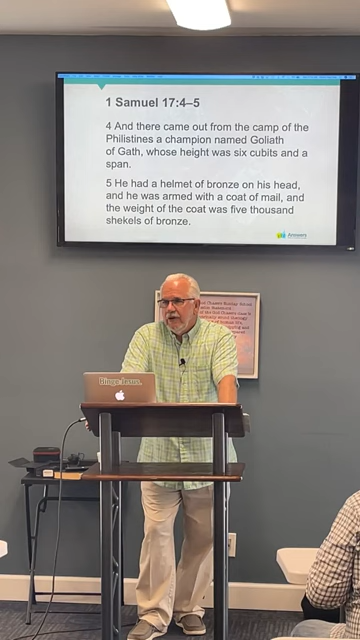 1 Samuel 17:4–5
4 And there came out from the camp of the
Philistines a champion named Goliath
of Gath, whose height was six cubits and a
span.
5 He had a helmet of bronze on his head,
and he was armed with a coat of mail, and
the weight of the coat was five thousand
shekels of bronze.
Answers
Binge Jesus.